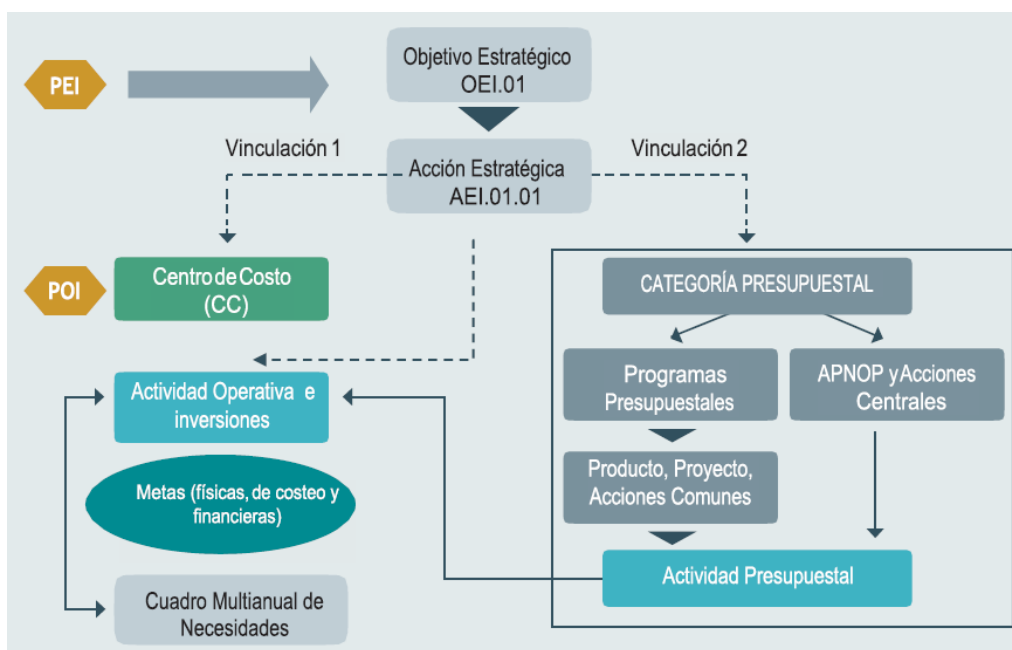 PEI
Objetivo Estratégico
OEI.01
Vinculación 1
Acción Estratégica
AEI.01.01
Vinculación 2
POI
Centro de Costo
(CC)
CATEGORÍA PRESUPUESTAL
Programas
Presupuestales
APNOP y Acciones
Centrales
Actividad Operativa e
inversiones
Producto, Proyecto,
Acciones Comunes
Metas (físicas, de costeo y
financieras)
Actividad Presupuestal
Cuadro Multianual de
Necesidades